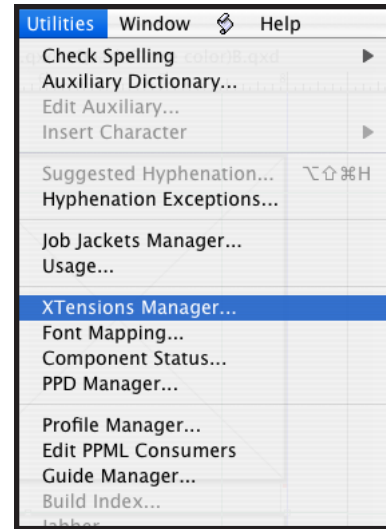 Utilities Window Help
Check Spelling
Auxiliary Dictionary...
Edit Auxiliary...
Insert Character
Suggested Hyphenation... ⌥⇧⌘H
Hyphenation Exceptions...
Job Jackets Manager...
Usage...
XTensions Manager...
Font Mapping...
Component Status...
PPD Manager...
Profile Manager...
Edit PPML Consumers
Guide Manager...
Build Index...
Jabber